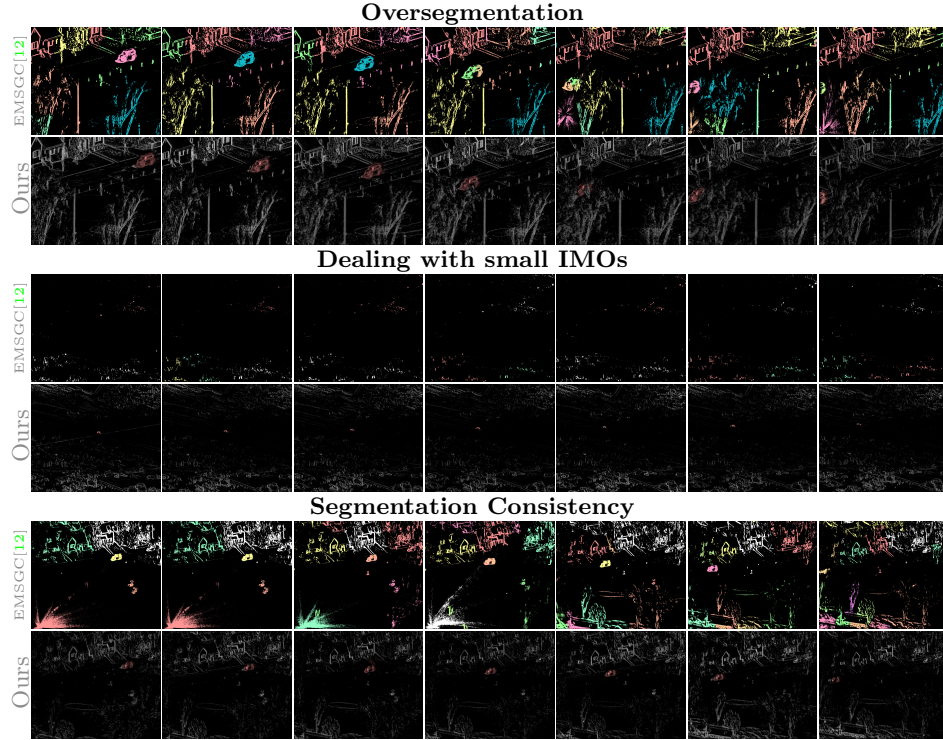 Oversegmentation
EMSGC[12]
Ours
Dealing with small IMOs
EMSGC[12]
Ours
Segmentation Consistency
EMSGC[12]
Ours